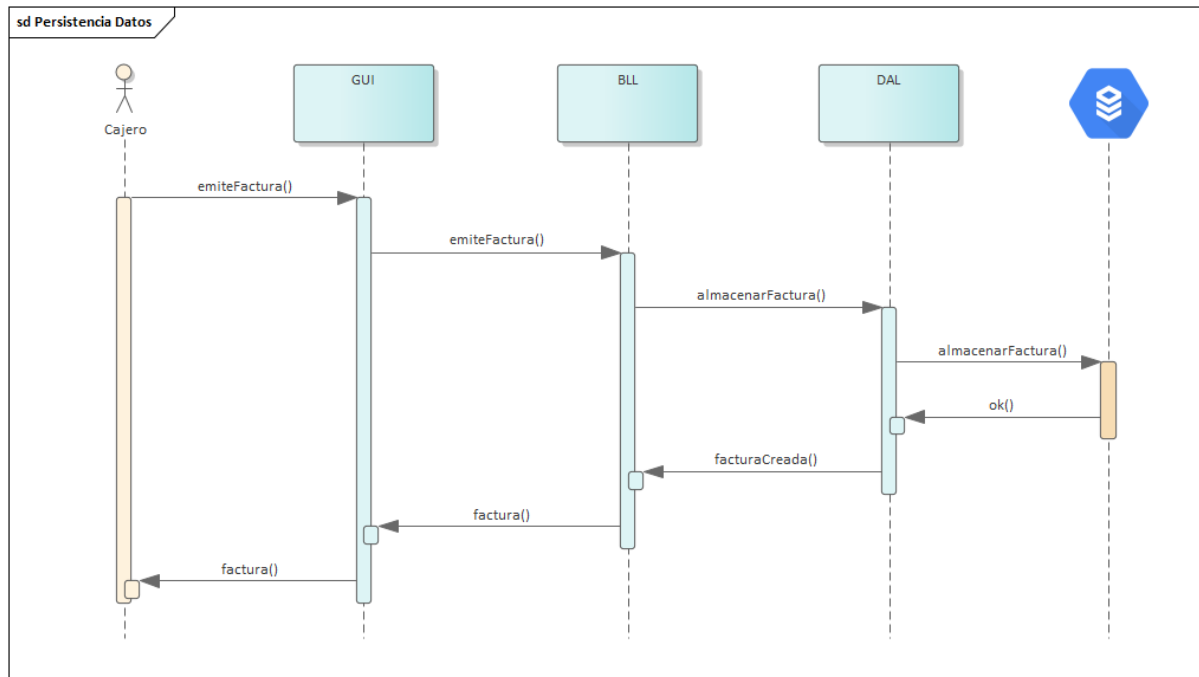 sd Persistencia Datos
GUI
BLL
DAL
Cajero
emiteFactura()
emiteFactura()
almacenarFactura()
almacenarFactura()
ok()
facturaCreada()
factura()
factura()